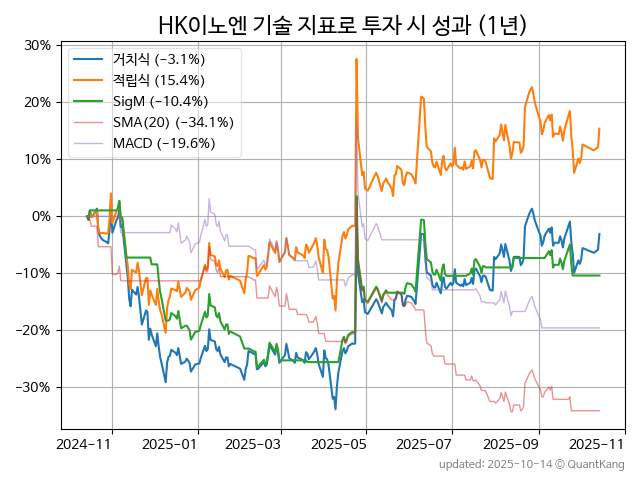 HK이노엔 기술 지표로 투자 시 성과 (1년)
거치식 (−3.1%)
적립식 (15.4%)
SigM (−10.4%)
SMA(20) (−34.1%)
MACD (−19.6%)
30%
20%
10%
0%
−10%
−20%
−30%
2024-11 2025-01 2025-03 2025-05 2025-07 2025-09 2025-11
updated: 2025-10-14 © QuantKang